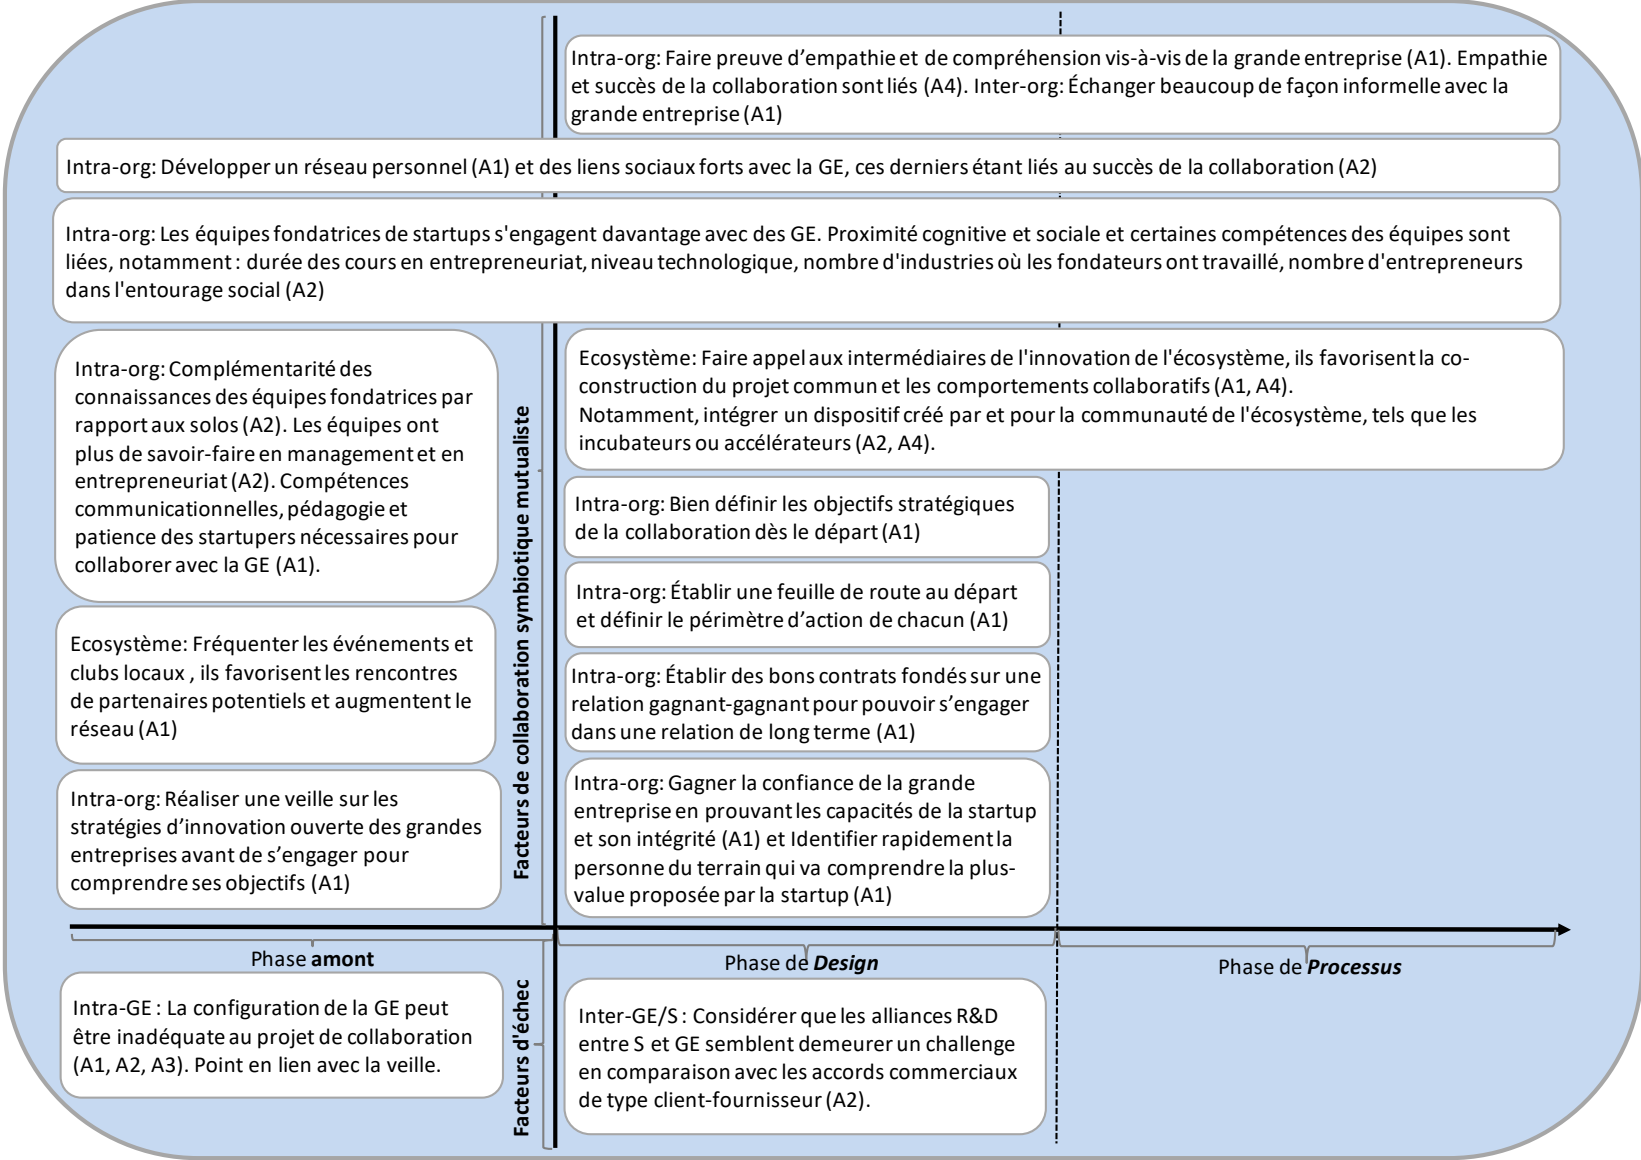 Intra-org: Faire preuve d’empathie et de compréhension vis-à-vis de la grande entreprise (A1). Empathie
et succès de la collaboration sont liés (A4). Inter-org: Échanger beaucoup de façon informelle avec la
grande entreprise (A1)
Intra-org: Développer un réseau personnel (A1) et des liens sociaux forts avec la GE, ces derniers étant liés au succès de la collaboration (A2)
Intra-org: Les équipes fondatrices de startups s'engagent davantage avec des GE. Proximité cognitive et sociale et certaines compétences des équipes sont
liées, notamment : durée des cours en entrepreneuriat, niveau technologique, nombre d'industries où les fondateurs ont travaillé, nombre d'entrepreneurs
dans l'entourage social (A2)
Intra-org: Complémentarité des
connaissances des équipes fondatrices par
rapport aux solos (A2). Les équipes ont
plus de savoir-faire en management et en
entrepreneuriat (A2). Compétences
communicationnelles, pédagogie et
patience des startupers nécessaires pour
collaborer avec la GE (A1).
Ecosystème: Fréquenter les événements et
clubs locaux , ils favorisent les rencontres
de partenaires potentiels et augmentent le
réseau (A1)
Intra-org: Réaliser une veille sur les
stratégies d’innovation ouverte des grandes
entreprises avant de s’engager pour
comprendre ses objectifs (A1)
Facteurs de collaboration symbiotique mutualiste
Ecosystème: Faire appel aux intermédiaires de l'innovation de l'écosystème, ils favorisent la co-
construction du projet commun et les comportements collaboratifs (A1, A4).
Notamment, intégrer un dispositif créé par et pour la communauté de l'écosystème, tels que les
incubateurs ou accélérateurs (A2, A4).
Intra-org: Bien définir les objectifs stratégiques
de la collaboration dès le départ (A1)
Intra-org: Établir une feuille de route au départ
et définir le périmètre d’action de chacun (A1)
Intra-org: Établir des bons contrats fondés sur une
relation gagnant-gagnant pour pouvoir s’engager
dans une relation de long terme (A1)
Intra-org: Gagner la confiance de la grande
entreprise en prouvant les capacités de la startup
et son intégrité (A1) et Identifier rapidement la
personne du terrain qui va comprendre la plus-
value proposée par la startup (A1)
Phase amont
Phase de Design
Phase de Processus
Intra-GE : La configuration de la GE peut
être inadéquate au projet de collaboration
(A1, A2, A3). Point en lien avec la veille.
Facteurs d'échec
Inter-GE/S : Considérer que les alliances R&D
entre S et GE semblent demeurer un challenge
en comparaison avec les accords commerciaux
de type client-fournisseur (A2).